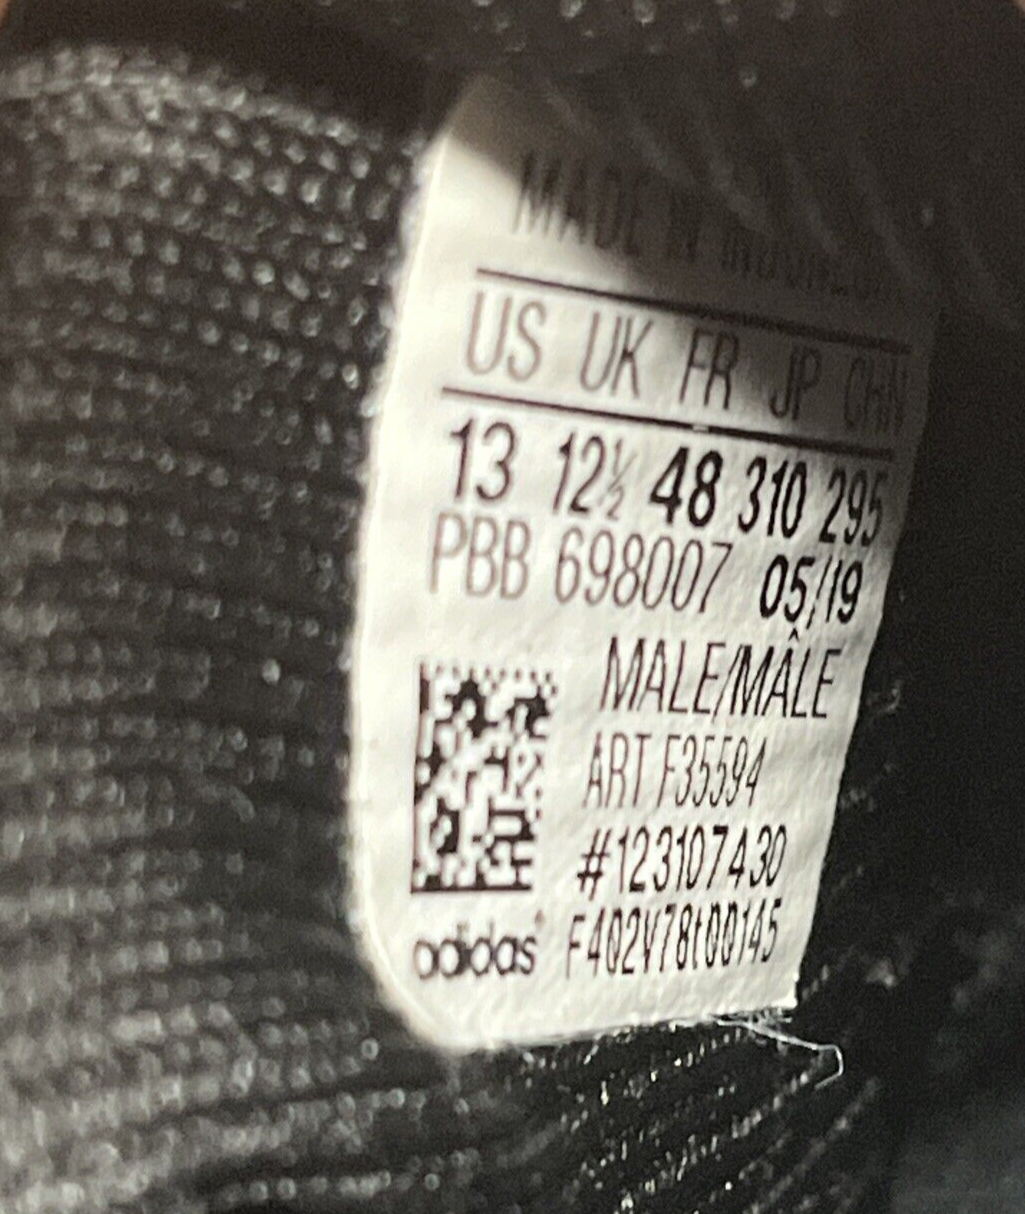 MADE IN INDONESIA
US UK FR JP CHN
13 12½ 48 310 295
PBB 698007 05/19
MALE/MÂLE
ART F35594
#123107430
adidas® F402V78t00145